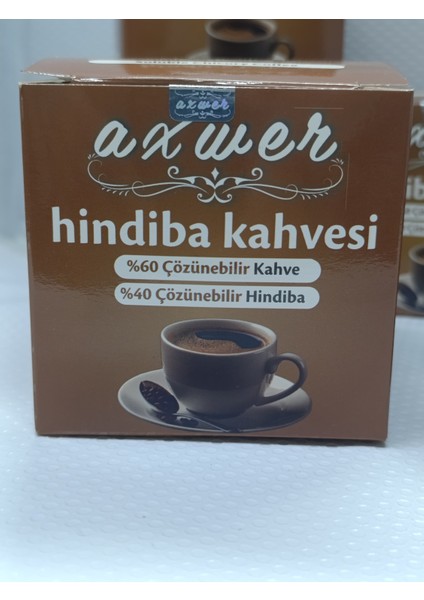 axwer
axwer
hindiba kahvesi
%60 Çözünebilir Kahve
%40 Çözünebilir Hindiba